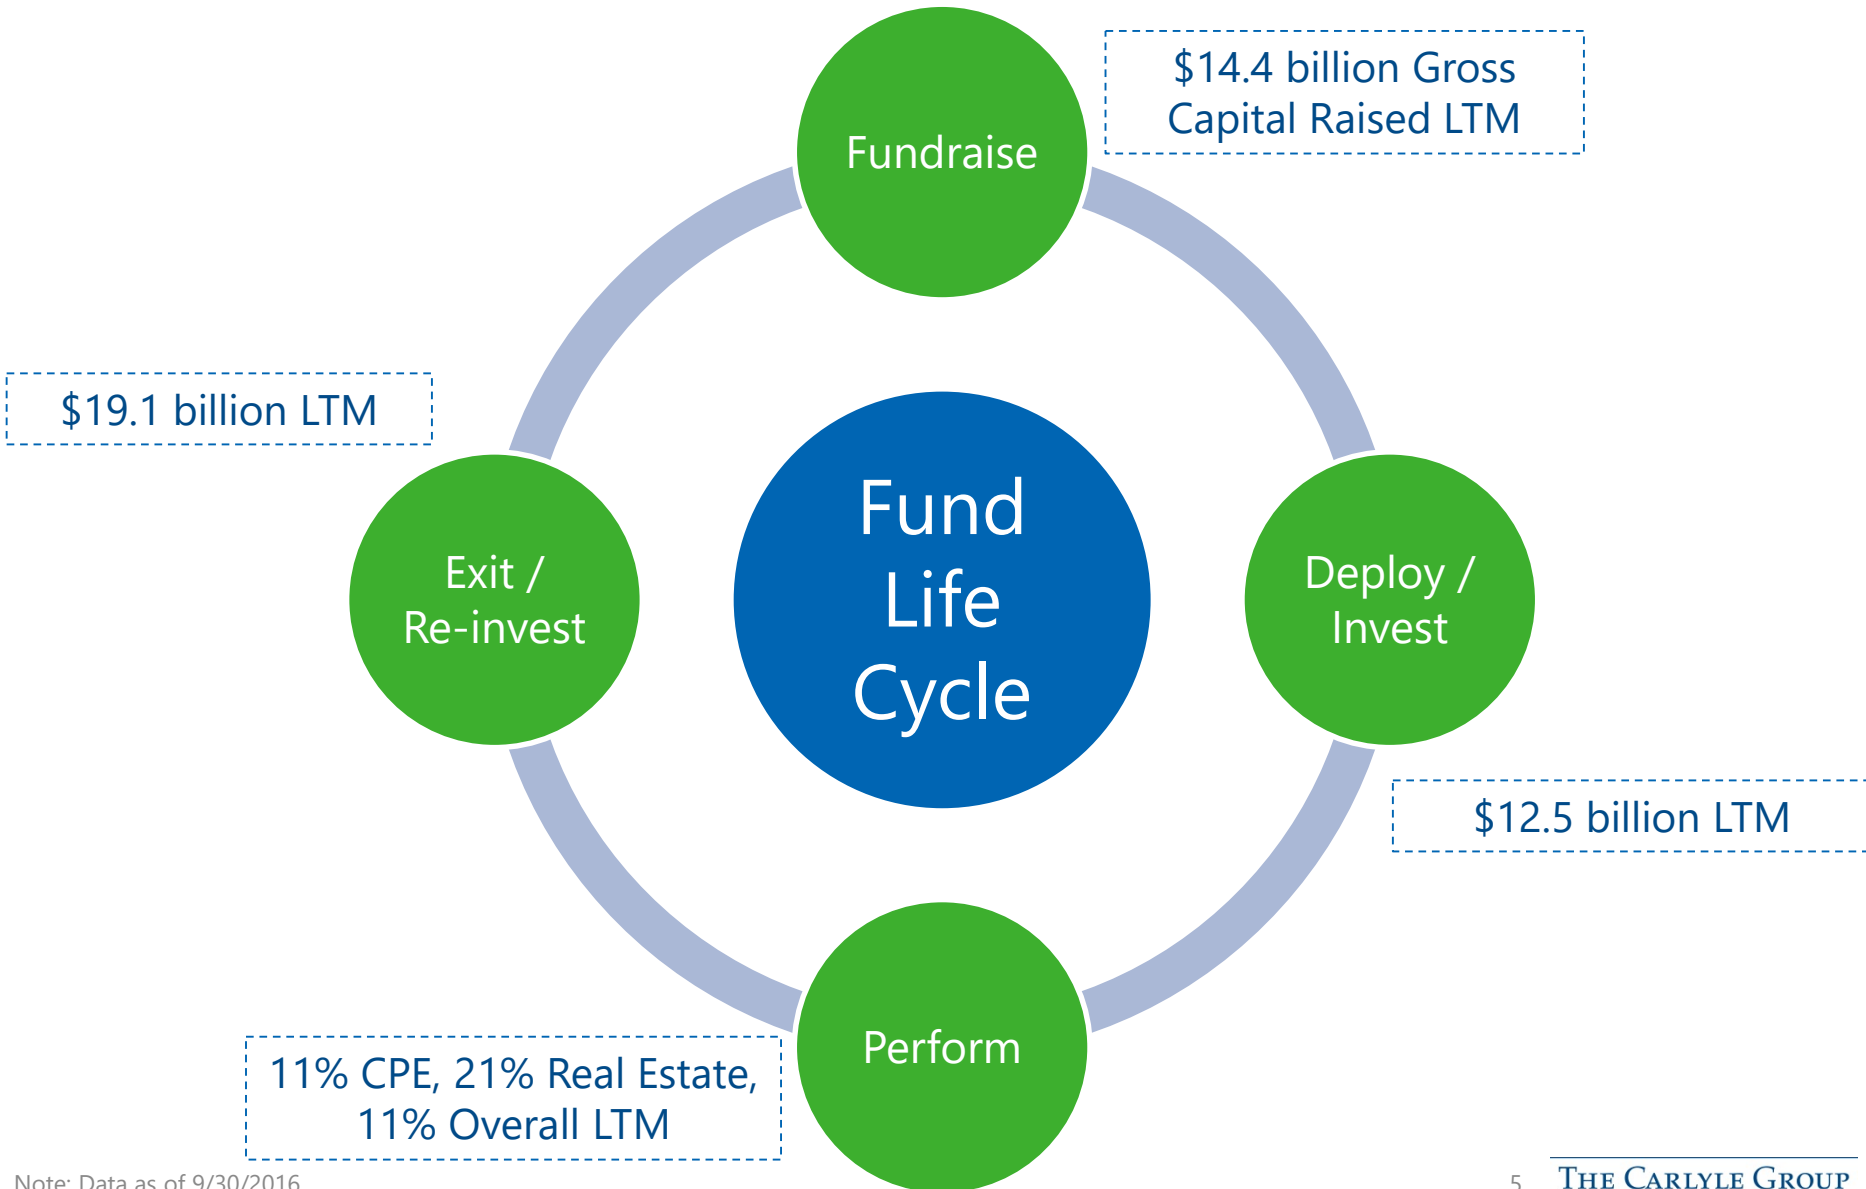 $14.4 billion Gross
Capital Raised LTM
Fundraise
$19.1 billion LTM
Fund
Life
Cycle
Exit /
Re-invest
Deploy /
Invest
$12.5 billion LTM
Perform
11% CPE, 21% Real Estate,
11% Overall LTM
Note: Data as of 9/30/2016
5
THE CARLYLE GROUP